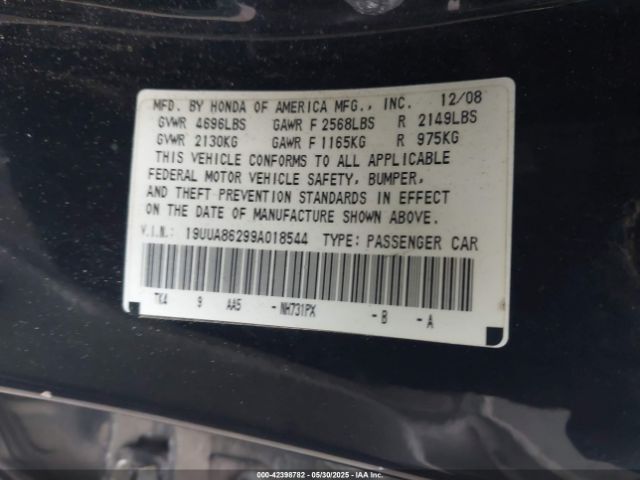 MFD. BY HONDA OF AMERICA MFG., INC. 12/08
GVWR 4696LBS GAWR F 2568LBS R 2149LBS
GVWR 2130KG GAWR F 1165KG R 975KG
THIS VEHICLE CONFORMS TO ALL APPLICABLE
FEDERAL MOTOR VEHICLE SAFETY, BUMPER,
AND THEFT PREVENTION STANDARDS IN EFFECT
ON THE DATE OF MANUFACTURE SHOWN ABOVE.
V.I.N.: 19UUA86299A018544 TYPE: PASSENGER CAR
TK4 9 AA5 - NH731PX - B - A
000-42398782 - 05/30/2025 - IAAI.COM